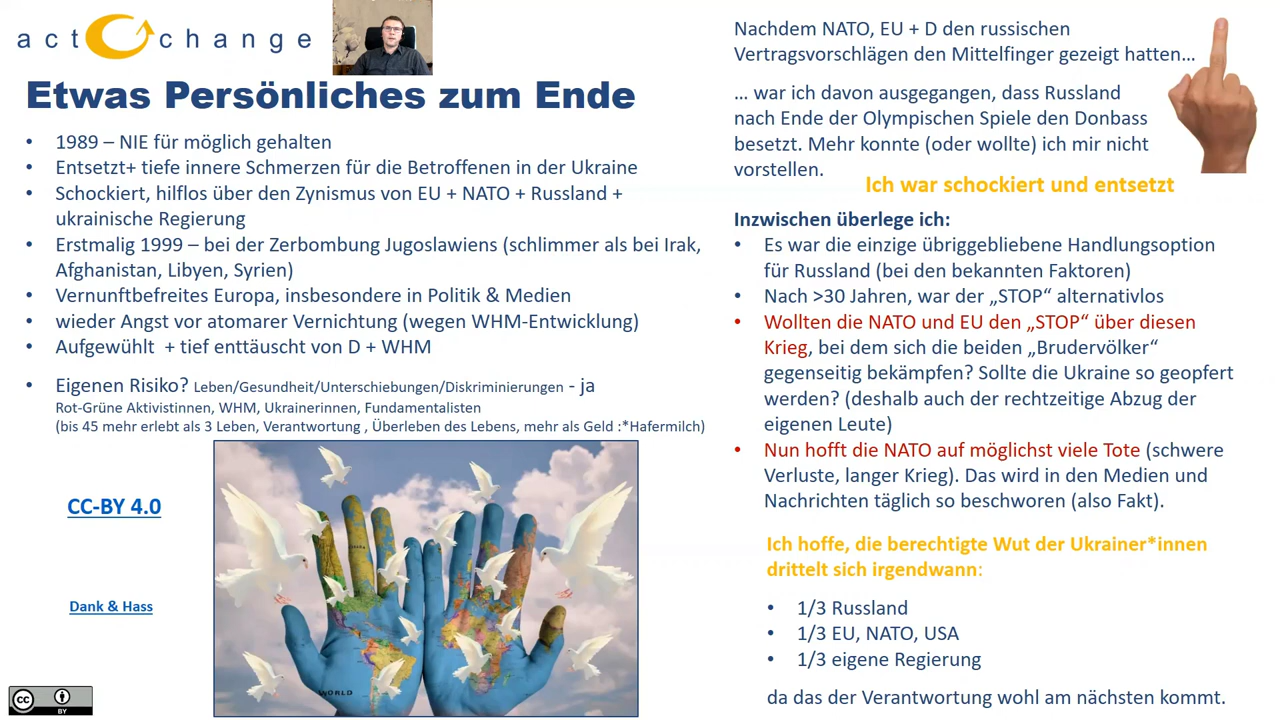 act change
Etwas Persönliches zum Ende
• 1989 – NIE für möglich gehalten
• Entsetzt+ tiefe innere Schmerzen für die Betroffenen in der Ukraine
• Schockiert, hilflos über den Zynismus von EU + NATO + Russland +
ukrainische Regierung
• Erstmalig 1999 – bei der Zerbombung Jugoslawiens (schlimmer als bei Irak,
Afghanistan, Libyen, Syrien)
• Vernunftbefreites Europa, insbesondere in Politik & Medien
• wieder Angst vor atomarer Vernichtung (wegen WHM-Entwicklung)
• Aufgewühlt + tief enttäuscht von D + WHM
• Eigenen Risiko? Leben/Gesundheit/Unterschiebungen/Diskriminierungen - ja
Rot-Grüne Aktivistinnen, WHM, Ukrainerinnen, Fundamentalisten
(bis 45 mehr erlebt als 3 Leben, Verantwortung , Überleben des Lebens, mehr als Geld :*Hafermilch)
CC-BY 4.0
Dank & Hass
WORLD
cc
BY
Nachdem NATO, EU + D den russischen
Vertragsvorschlägen den Mittelfinger gezeigt hatten…
… war ich davon ausgegangen, dass Russland
nach Ende der Olympischen Spiele den Donbass
besetzt. Mehr konnte (oder wollte) ich mir nicht
vorstellen.
Ich war schockiert und entsetzt
Inzwischen überlege ich:
• Es war die einzige übriggebliebene Handlungsoption
für Russland (bei den bekannten Faktoren)
• Nach >30 Jahren, war der „STOP“ alternativlos
• Wollten die NATO und EU den „STOP“ über diesen
Krieg, bei dem sich die beiden „Brudervölker“
gegenseitig bekämpfen? Sollte die Ukraine so geopfert
werden? (deshalb auch der rechtzeitige Abzug der
eigenen Leute)
• Nun hofft die NATO auf möglichst viele Tote (schwere
Verluste, langer Krieg). Das wird in den Medien und
Nachrichten täglich so beschworen (also Fakt).
Ich hoffe, die berechtigte Wut der Ukrainer*innen
drittelt sich irgendwann:
• 1/3 Russland
• 1/3 EU, NATO, USA
• 1/3 eigene Regierung
da das der Verantwortung wohl am nächsten kommt.